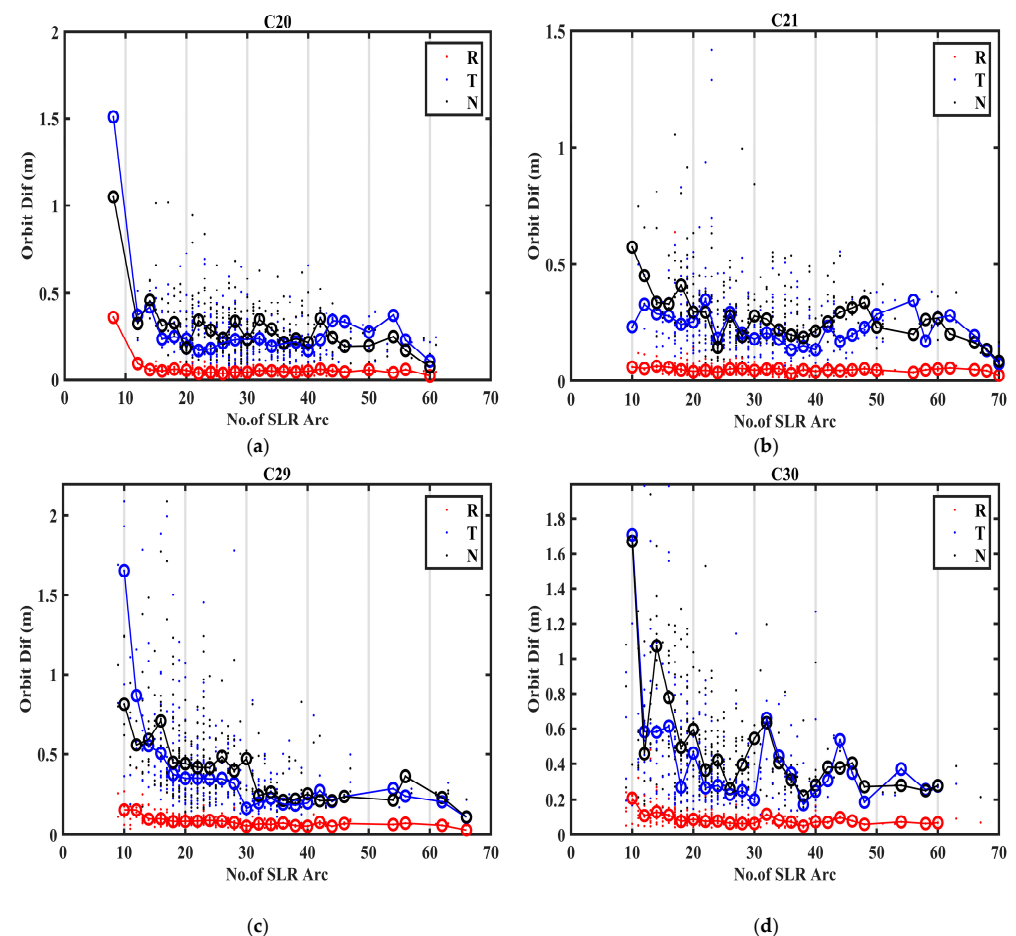 C20
2
1.5
1
0.5
0
Orbit Dif (m)
R
T
N
0 10 20 30 40 50 60 70
No.of SLR Arc
(a)
C21
1.5
1
0.5
0
Orbit Dif (m)
R
T
N
0 10 20 30 40 50 60 70
No.of SLR Arc
(b)
C29
2
1.5
1
0.5
0
Orbit Dif (m)
R
T
N
0 10 20 30 40 50 60 70
No.of SLR Arc
(c)
C30
1.8
1.6
1.4
1.2
1
0.8
0.6
0.4
0.2
0
Orbit Dif (m)
R
T
N
0 10 20 30 40 50 60 70
No.of SLR Arc
(d)